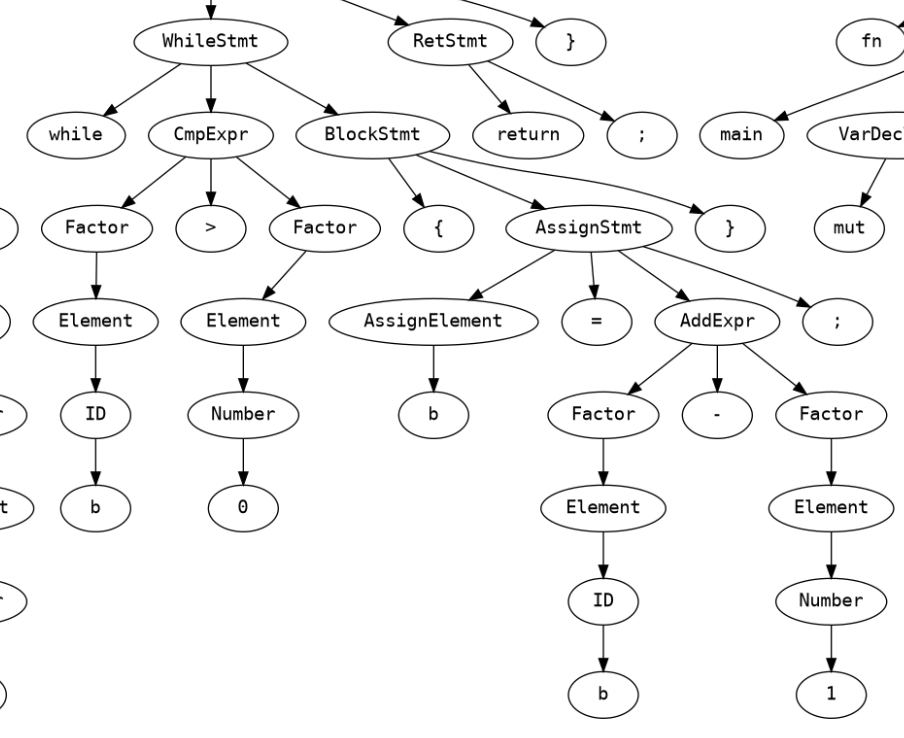 WhileStmt RetStmt } fn
while CmpExpr BlockStmt return ; main
Factor > Factor { AssignStmt } mut
Element Element AssignElement = AddExpr ;
ID Number b Factor - Factor
b 0 Element Element
ID Number
b 1